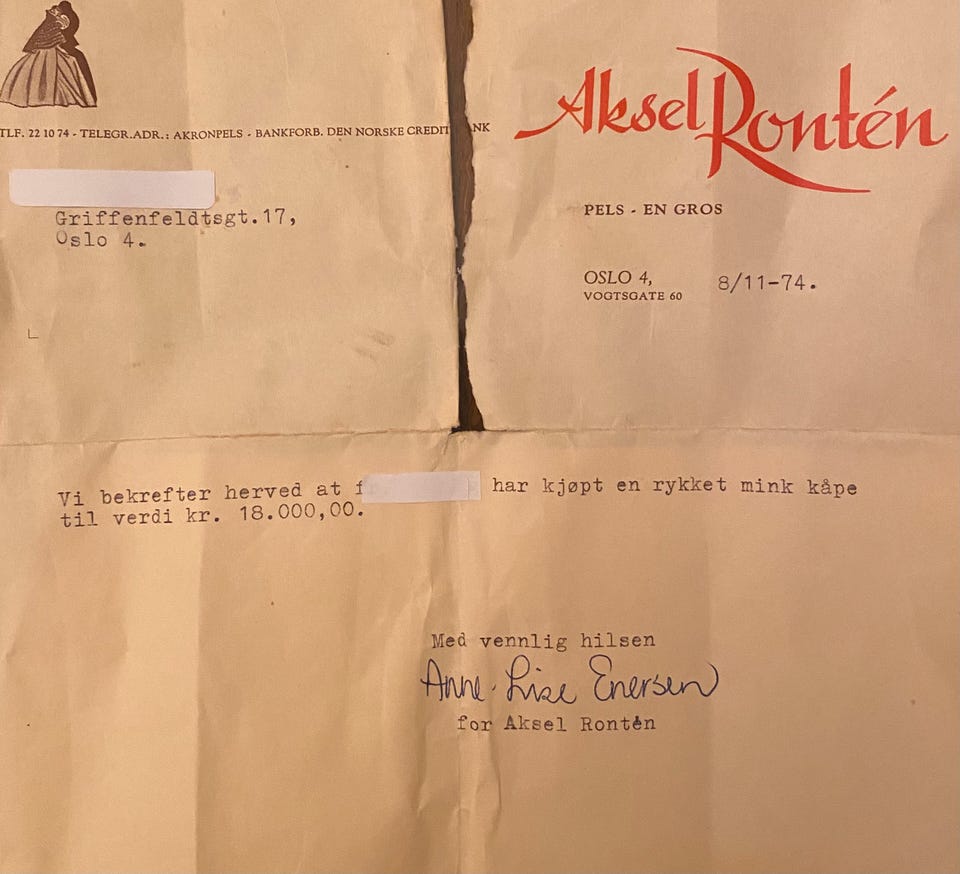 Aksel Rontén
TLF. 22 10 74 - TELEGR.ADR.: AKRONPELS - BANKFORB. DEN NORSKE CREDIT NK
PELS - EN GROS
Griffenfeldtsgt.17,
Oslo 4.
OSLO 4, 8/11-74.
VOGTSGATE 60
Vi bekrefter herved at f har kjøpt en rykket mink kåpe
til verdi kr. 18.000,00.
Med vennlig hilsen
Anne-Lise Enersen
for Aksel Rontén